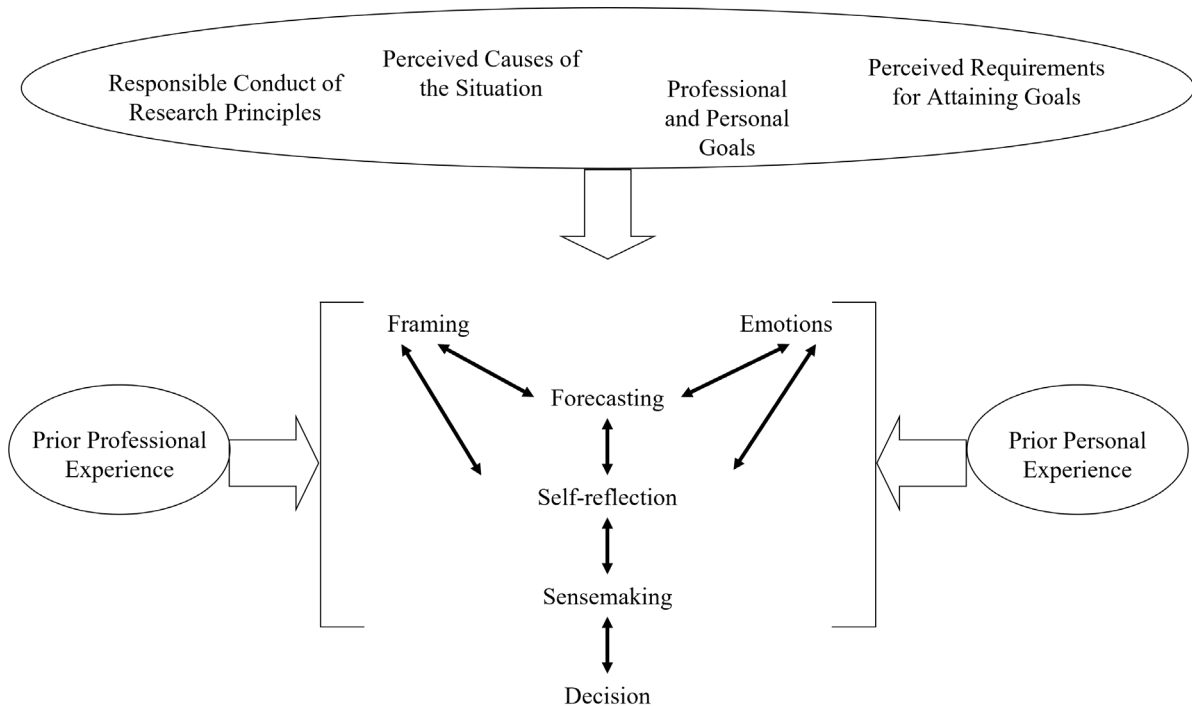 Responsible Conduct of
Research Principles
Perceived Causes of
the Situation
Professional
and Personal
Goals
Perceived Requirements
for Attaining Goals
Framing
Emotions
Forecasting
Prior Professional
Experience
Prior Personal
Experience
Self-reflection
Sensemaking
Decision